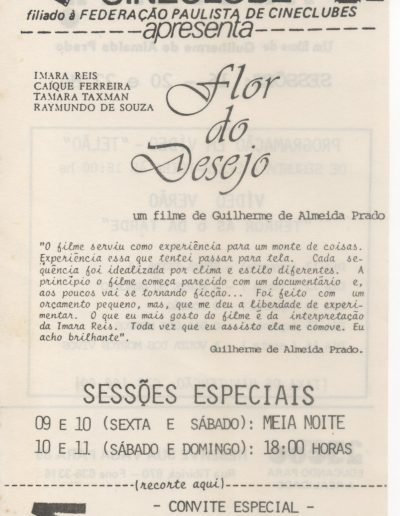 CINECLUBE
filiado à FEDERAÇÃO PAULISTA DE CINECLUBES
-----apresenta-----
IMARA REIS
CAÍQUE FERREIRA
TAMARA TAXMAN
RAYMUNDO DE SOUZA
Flor
do
Desejo
um filme de Guilherme de Almeida Prado
"O filme serviu como experiência para um monte de coisas.
Experiência essa que tentei passar para tela. Cada se-
quência foi idealizada por clima e estilo diferentes. A
princípio o filme começa parecido com um documentário e,
aos poucos vai se tornando ficção... Foi feito com um
orçamento pequeno, mas, que me deu a liberdade de experi-
mentar. O que eu mais gosto do filme é da interpretação
da Imara Reis. Toda vez que eu assisto ela me comove. Eu
acho brilhante".
Guilherme de Almeida Prado.
SESSÕES ESPECIAIS
09 E 10 (SEXTA E SÁBADO): MEIA NOITE
10 E 11 (SÁBADO E DOMINGO): 18:00 HORAS
----------(recorte aqui)----------
- CONVITE ESPECIAL -